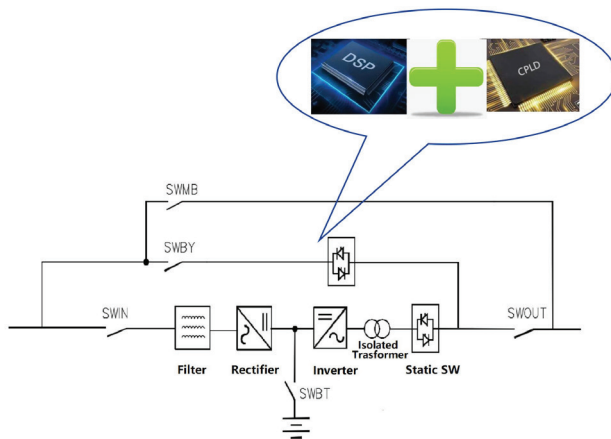 DSP
CPLD
SWMB
SWBY
SWIN
SWOUT
Isolated
Trasformer
Filter
Rectifier
Inverter
Static SW
SWBT